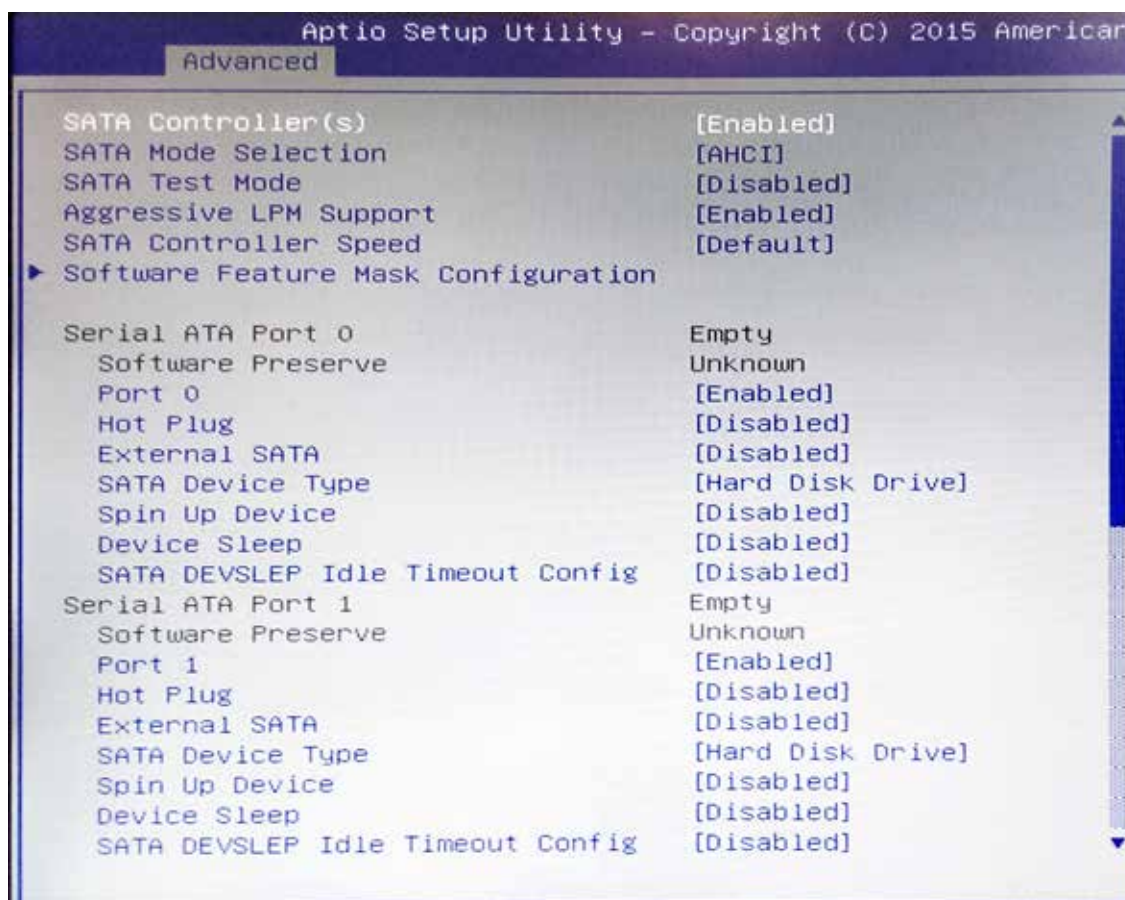 Aptio Setup Utility – Copyright (C) 2015 American
Advanced
SATA Controller(s) [Enabled]
SATA Mode Selection [AHCI]
SATA Test Mode [Disabled]
Aggressive LPM Support [Enabled]
SATA Controller Speed [Default]
Software Feature Mask Configuration
Serial ATA Port 0 Empty
Software Preserve Unknown
Port 0 [Enabled]
Hot Plug [Disabled]
External SATA [Disabled]
SATA Device Type [Hard Disk Drive]
Spin Up Device [Disabled]
Device Sleep [Disabled]
SATA DEVSLEP Idle Timeout Config [Disabled]
Serial ATA Port 1 Empty
Software Preserve Unknown
Port 1 [Enabled]
Hot Plug [Disabled]
External SATA [Disabled]
SATA Device Type [Hard Disk Drive]
Spin Up Device [Disabled]
Device Sleep [Disabled]
SATA DEVSLEP Idle Timeout Config [Disabled]